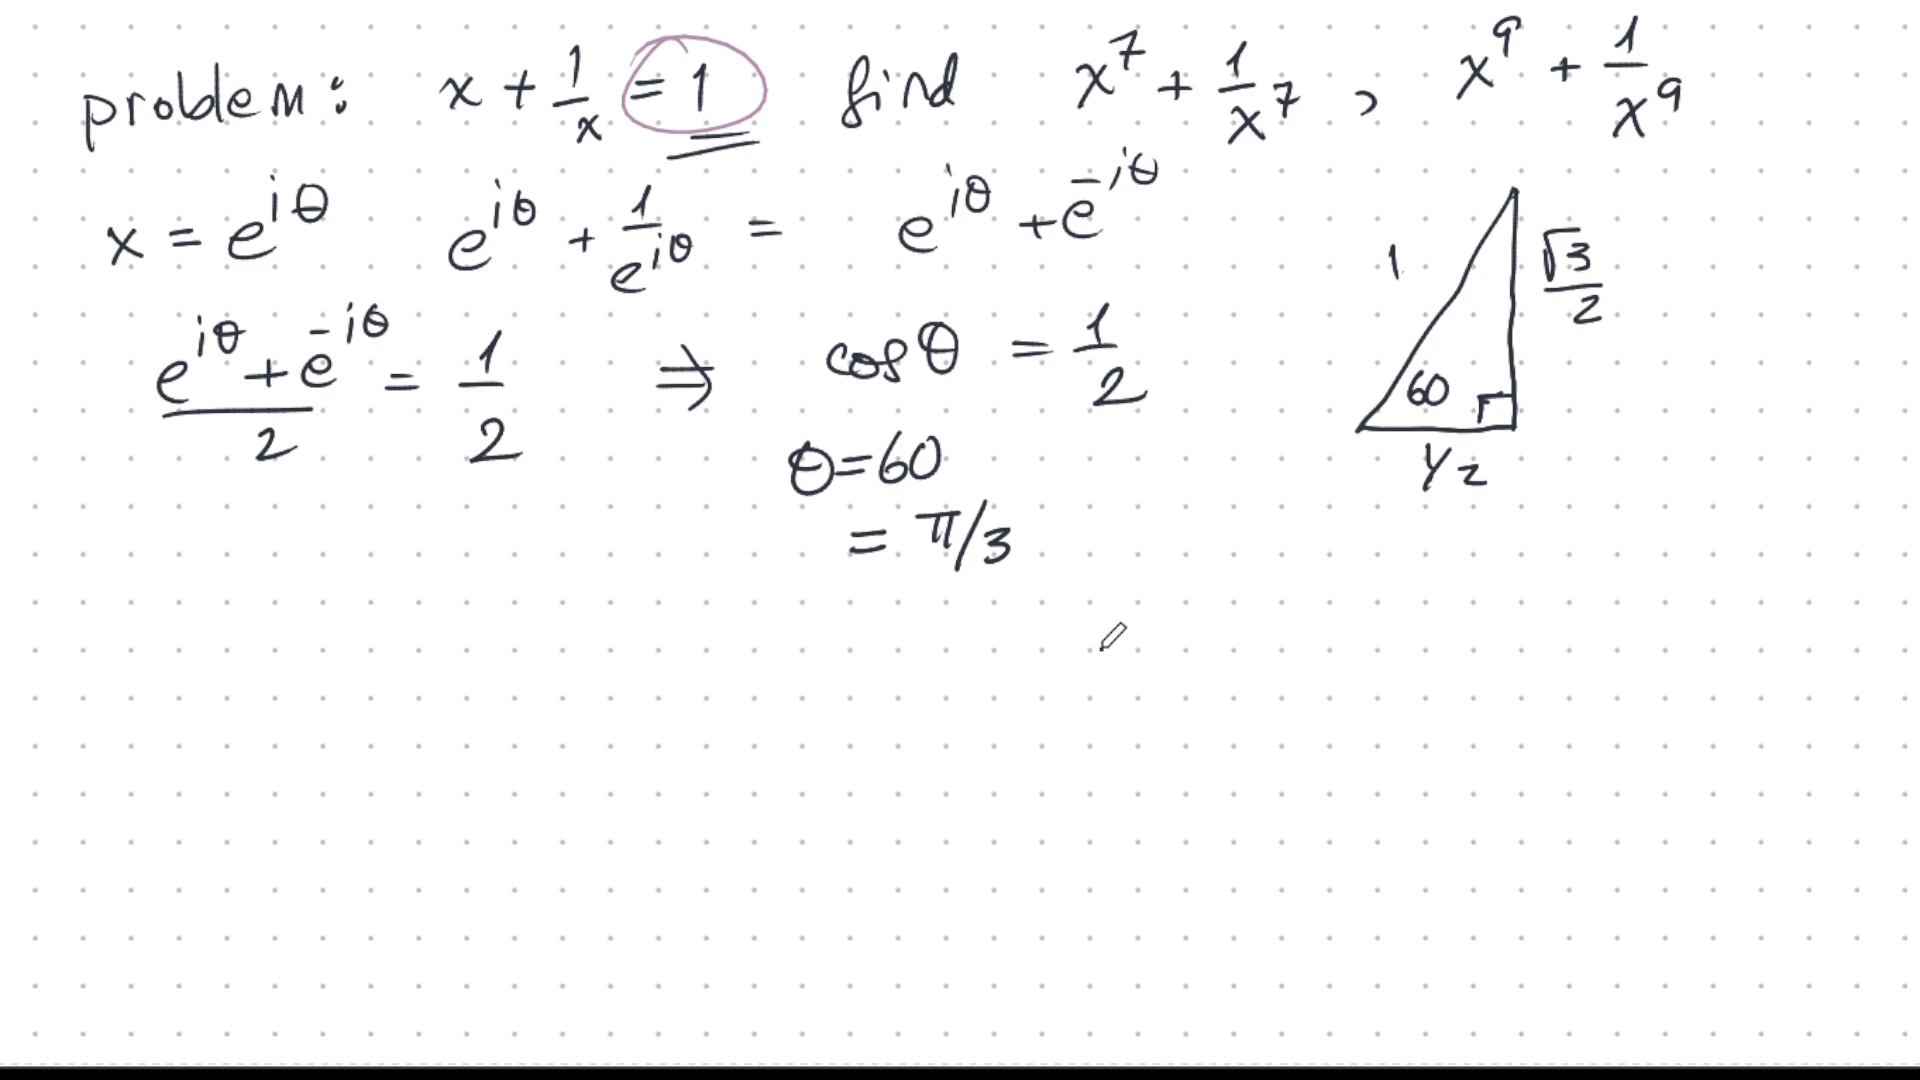 problem: x + 1/x = 1 find x^7 + 1/x^7 , x^9 + 1/x^9
x = e^{iθ} e^{iθ} + 1/e^{iθ} = e^{iθ} + e^{-iθ}
(e^{iθ} + e^{-iθ})/2 = 1/2 ⇒ cosθ = 1/2
θ=60
= π/3
1
√3/2
60
1/2